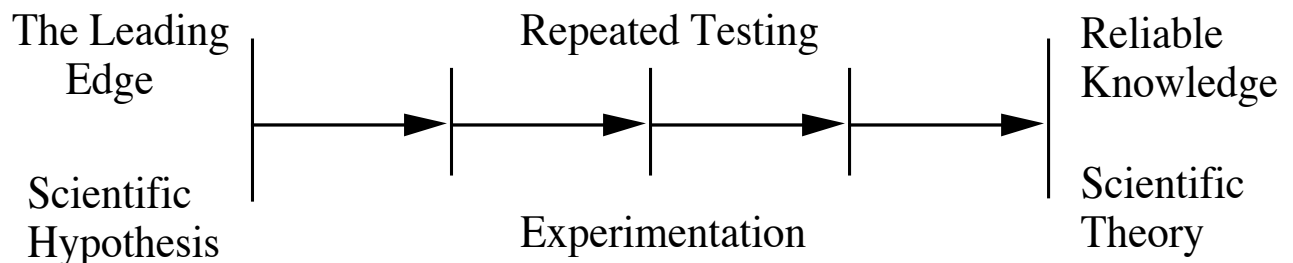 The Leading
Edge
Repeated Testing
Reliable
Knowledge
Scientific
Hypothesis
Experimentation
Scientific
Theory